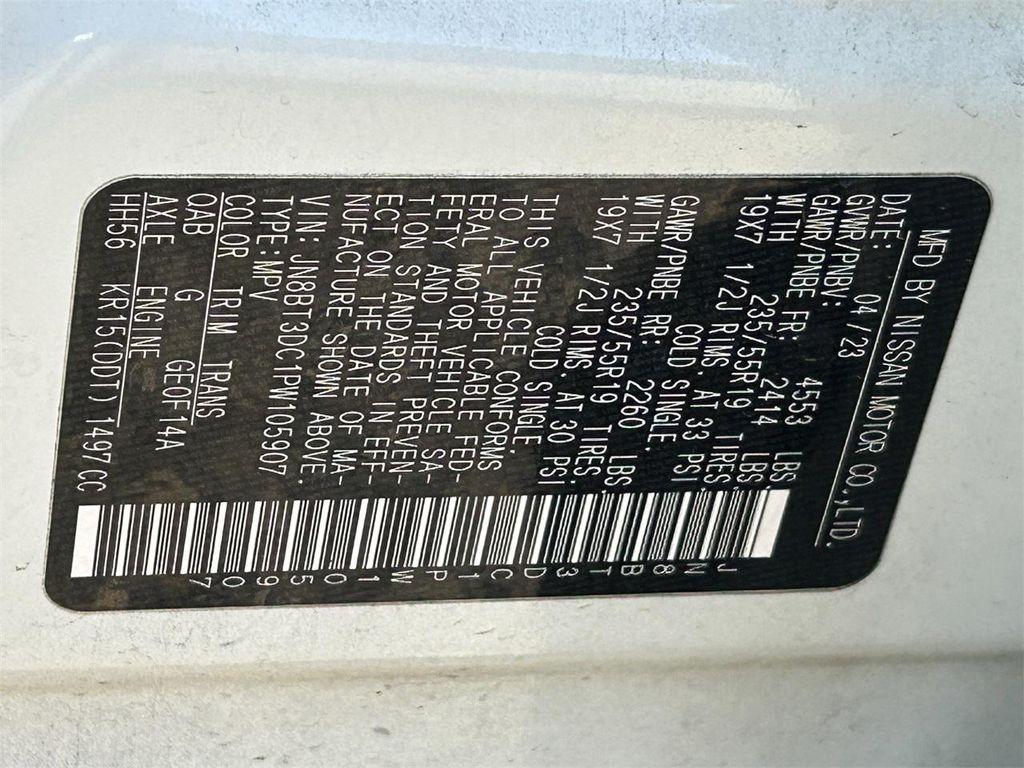 MFD BY NISSAN MOTOR CO.,LTD.
DATE: 04/23
GVWR/PNBV: 4553 LBS
GAWR/PNBE FR: 2414 LBS
WITH 235/55R19 TIRES,
19X7 1/2J RIMS, AT 33 PSI
COLD SINGLE.
GAWR/PNBE RR: 2260 LBS
WITH 235/55R19 TIRES,
19X7 1/2J RIMS, AT 30 PSI
COLD SINGLE.
THIS VEHICLE CONFORMS
TO ALL APPLICABLE FED-
ERAL MOTOR VEHICLE SA-
FETY AND THEFT PREVEN-
TION STANDARDS IN EFF-
ECT ON THE DATE OF MA-
NUFACTURE SHOWN ABOVE.
VIN: JN8BT3DC1PW105907
TYPE:MPV
COLOR TRIM TRANS
QAB G GE0F14A
AXLE ENGINE
HH56 KR15(DDT) 1497CC
JN8BT3DC1PW105907